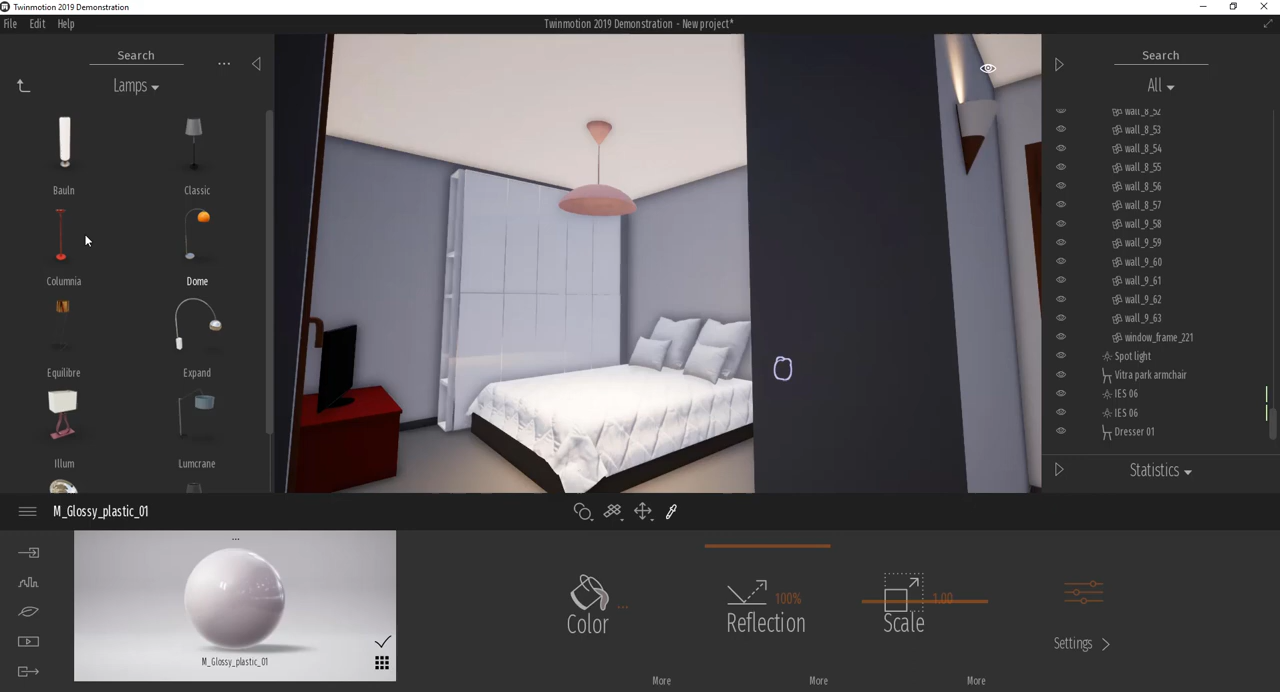 Twinmotion 2019 Demonstration
File Edit Help
Twinmotion 2019 Demonstration - New project*
Search
...
Lamps
Bauln
Classic
Columnia
Dome
Equilibre
Expand
Illum
Lumcrane
Search
All
wall_8_52
wall_8_53
wall_8_54
wall_8_55
wall_8_56
wall_8_57
wall_9_58
wall_9_59
wall_9_60
wall_9_61
wall_9_62
wall_9_63
window_frame_221
Spot light
Vitra park armchair
IES 06
IES 06
Dresser 01
Statistics
M_Glossy_plastic_01
...
M_Glossy_plastic_01
Color
...
Reflection
100%
More
Scale
1.00
More
More
Settings